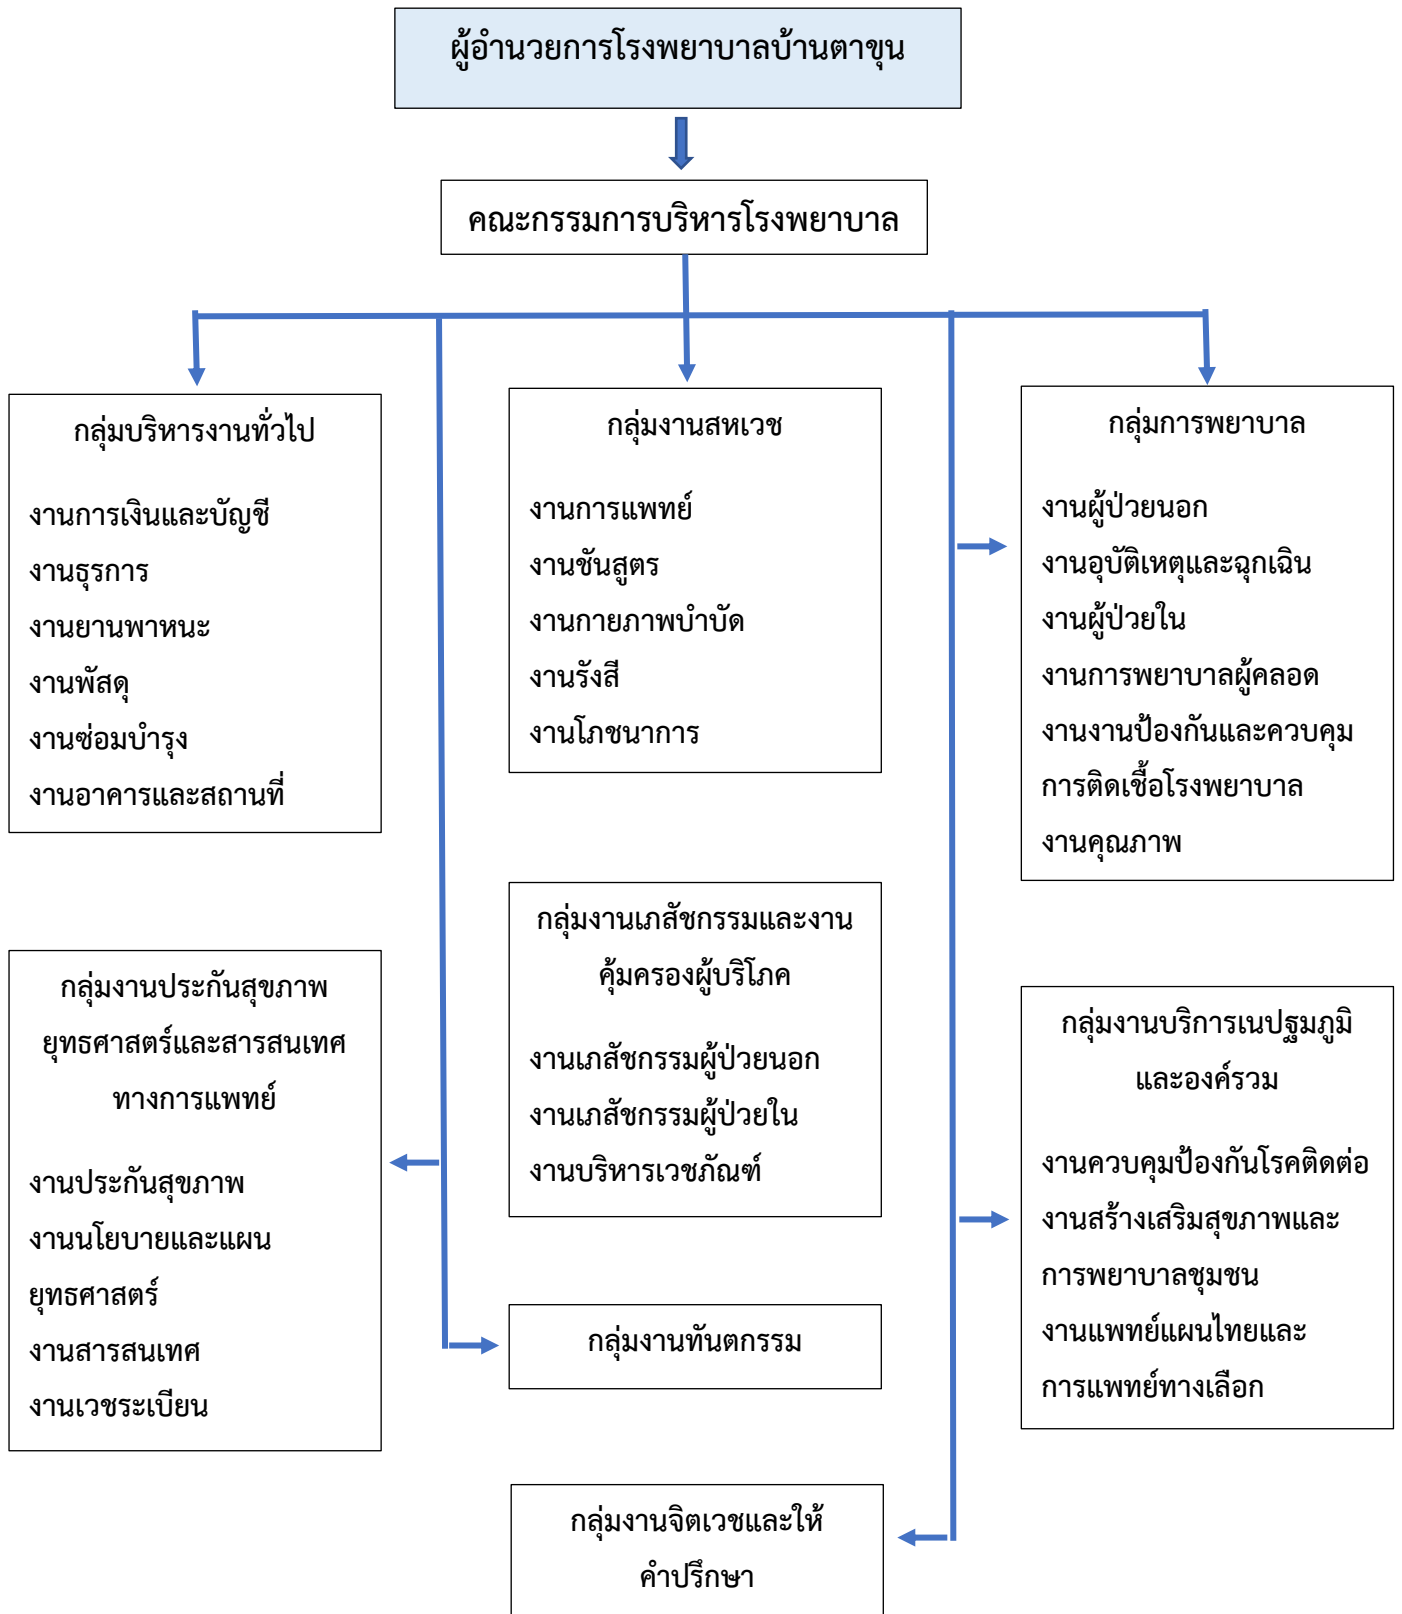 ผู้อำนวยการโรงพยาบาลบ้านตาขุน
คณะกรรมการบริหารโรงพยาบาล
กลุ่มบริหารงานทั่วไป
งานการเงินและบัญชี
งานธุรการ
งานยานพาหนะ
งานพัสดุ
งานซ่อมบำรุง
งานอาคารและสถานที่
กลุ่มงานสหเวช
งานการแพทย์
งานชันสูตร
งานกายภาพบำบัด
งานรังสี
งานโภชนาการ
กลุ่มการพยาบาล
งานผู้ป่วยนอก
งานอุบัติเหตุและฉุกเฉิน
งานผู้ป่วยใน
งานการพยาบาลผู้คลอด
งานงานป้องกันและควบคุม
การติดเชื้อโรงพยาบาล
งานคุณภาพ
กลุ่มงานประกันสุขภาพ
ยุทธศาสตร์และสารสนเทศ
ทางการแพทย์
งานประกันสุขภาพ
งานนโยบายและแผน
ยุทธศาสตร์
งานสารสนเทศ
งานเวชระเบียน
กลุ่มงานเภสัชกรรมและงาน
คุ้มครองผู้บริโภค
งานเภสัชกรรมผู้ป่วยนอก
งานเภสัชกรรมผู้ป่วยใน
งานบริหารเวชภัณฑ์
กลุ่มงานบริการเนปฐมภูมิ
และองค์รวม
งานควบคุมป้องกันโรคติดต่อ
งานสร้างเสริมสุขภาพและ
การพยาบาลชุมชน
งานแพทย์แผนไทยและ
การแพทย์ทางเลือก
กลุ่มงานทันตกรรม
กลุ่มงานจิตเวชและให้
คำปรึกษา